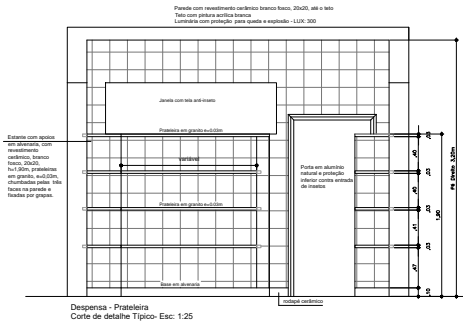 Parede com revestimento cerâmico branco fosco, 20x20, até o teto
Teto com pintura acrílica branca
Luminária com proteção para queda e explosão - LUX: 300
Janela com tela anti-inseto
Prateleira em granito e=0.03m
variável
Estante com apoios
em alvenaria, com
revestimento
cerâmico, branco
fosco, 20x20,
h=1,90m, prateleiras
em granito, e=0,03m,
chumbadas pelas três
faces na parede e
fixadas por grapas.
Porta em alumínio
natural e proteção
inferior contra entrada
de insetos
Prateleira em granito e=0.03m
Base em alvenaria
rodapé cerâmico
,03
,40
,03
,40
,03
,41
,03
,47
,10
1,90
Pé Direito 3,20m
Despensa - Prateleira
Corte de detalhe Típico- Esc: 1:25